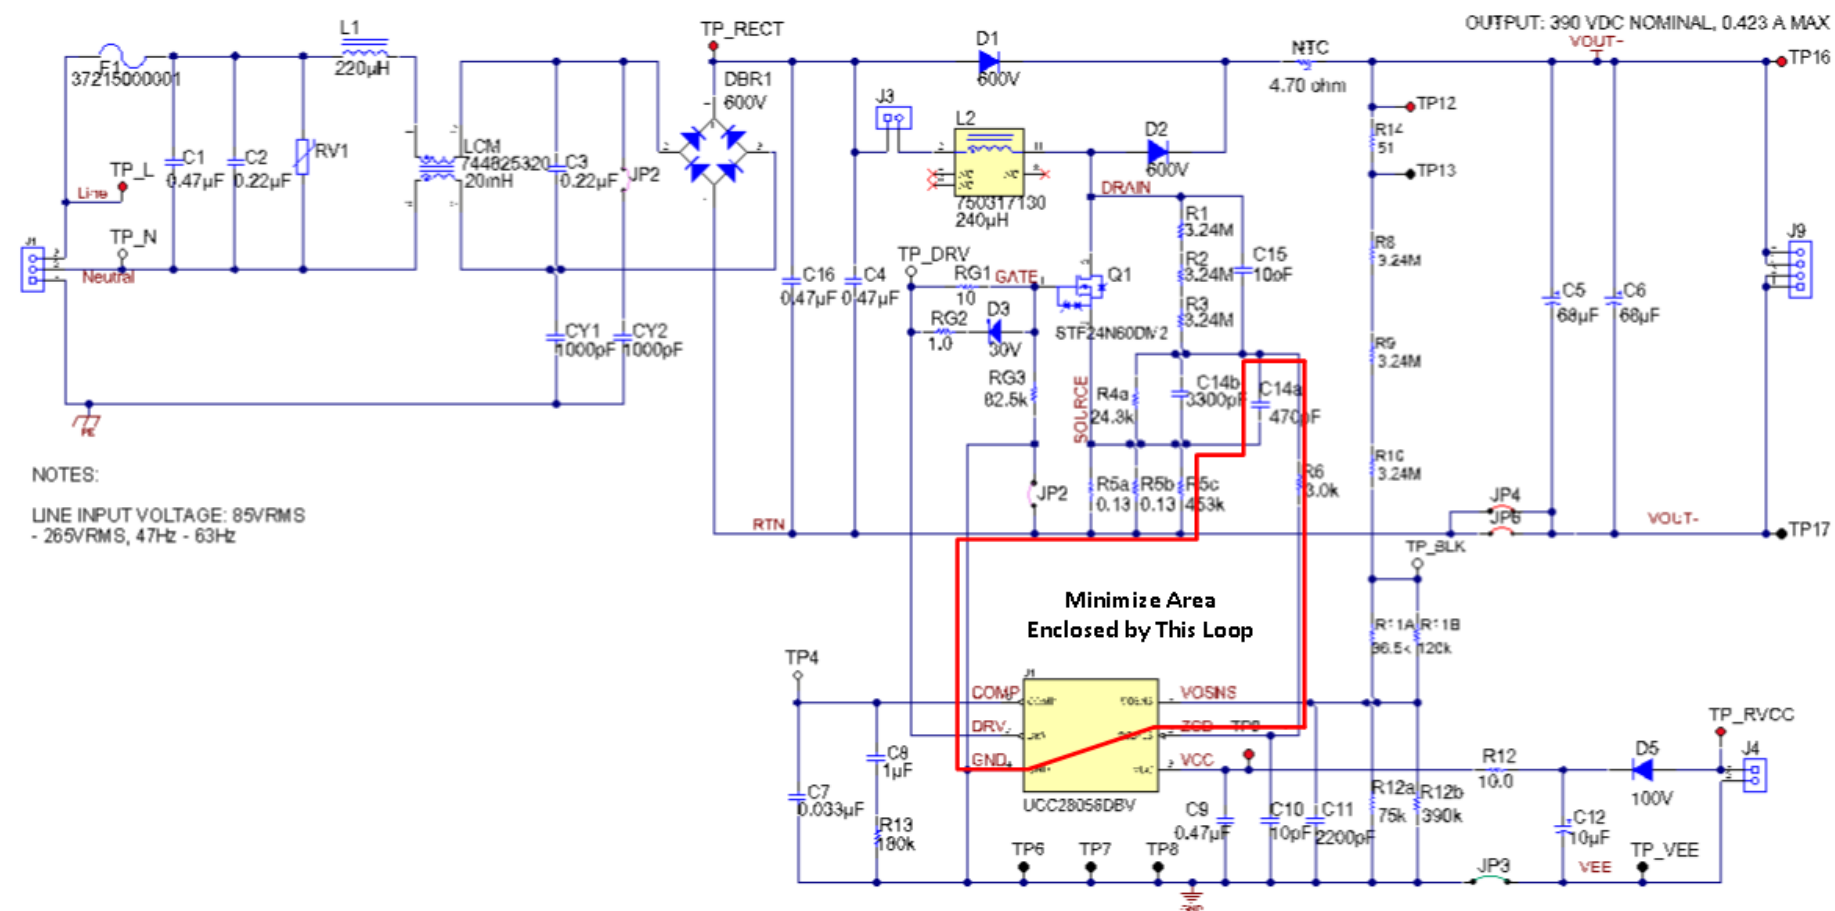 OUTPUT: 390 VDC NOMINAL, 0.423 A MAX
VOUT-
TP16
TP_RECT
D1
600V
NTC
4.70 ohm
L1
220µH
F1
37215000001
DBR1
600V
J3
L2
750317130
240µH
D2
600V
TP12
R14
51
TP13
C1
0.47µF
C2
0.22µF
RV1
LCM
744825320
20mH
C3
0.22µF
JP2
TP_L
Line
TP_N
J1
Neutral
DRAIN
R1
3.24M
R2
3.24M
R3
3.24M
C15
10pF
R8
3.24M
J9
TP_DRV
RG1
10
GATE
Q1
STF24N60DM2
C16
0.47µF
C4
0.47µF
RG2
1.0
D3
30V
C5
68µF
C6
68µF
CY1
1000pF
CY2
1000pF
R9
3.24M
RG3
82.5k
SOURCE
R4a
24.3k
C14b
3300pF
C14a
470pF
PE
NOTES:
LINE INPUT VOLTAGE: 85VRMS
- 265VRMS, 47Hz - 63Hz
R10
3.24M
JP2
R5a
0.13
R5b
0.13
R5c
453k
R6
3.0k
JP4
JP5
RTN
VOUT-
TP17
TP_BLK
Minimize Area
Enclosed by This Loop
R11A
36.5k
R11B
120k
TP4
J1
COMP
VOSNS
DRV
ZCD
TP9
GND
VCC
UCC28056DBV
TP_RVCC
J4
R12
10.0
D5
100V
C8
1µF
C7
0.033µF
R13
180k
C9
0.47µF
C10
10pF
C11
2200pF
R12a
75k
R12b
390k
C12
10µF
TP6
TP7
TP8
JP3
VEE
TP_VEE
GND